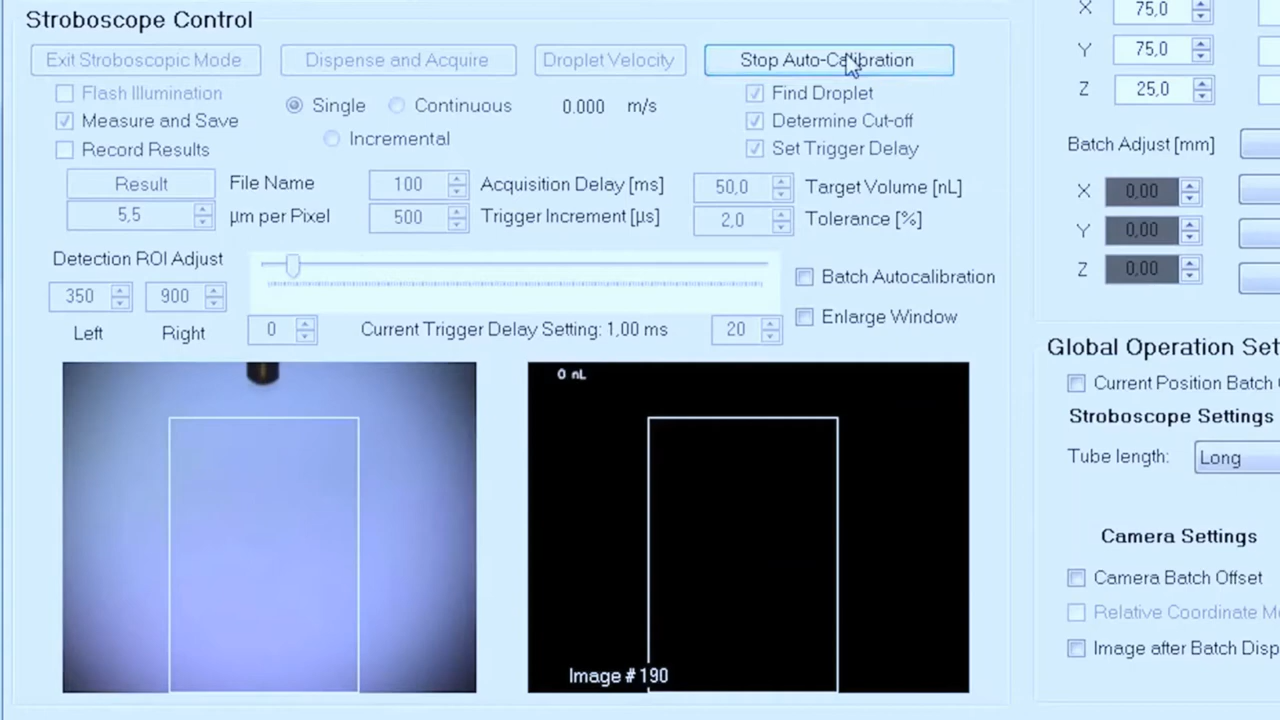 Stroboscope Control
Exit Stroboscopic Mode
Dispense and Acquire
Droplet Velocity
Stop Auto-Calibration
Flash Illumination
Measure and Save
Record Results
Single
Continuous
Incremental
0.000 m/s
Find Droplet
Determine Cut-off
Set Trigger Delay
Result File Name
5,5 µm per Pixel
100 Acquisition Delay [ms]
500 Trigger Increment [µs]
50,0 Target Volume [nL]
2,0 Tolerance [%]
Detection ROI Adjust
350 900
Left Right
0 Current Trigger Delay Setting: 1,00 ms 20
Batch Autocalibration
Enlarge Window
0 nL
Image # 190
X 75,0
Y 75,0
Z 25,0
Batch Adjust [mm]
X 0,00
Y 0,00
Z 0,00
Global Operation Set
Current Position Batch
Stroboscope Settings
Tube length: Long
Camera Settings
Camera Batch Offset
Relative Coordinate Mo
Image after Batch Disp